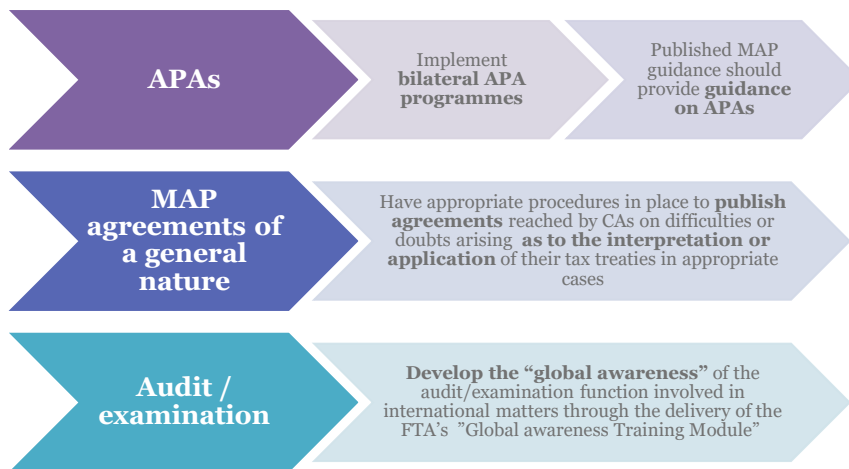 APAs
Implement
bilateral APA
programmes
Published MAP
guidance should
provide guidance
on APAs
MAP
agreements of
a general
nature
Have appropriate procedures in place to publish
agreements reached by CAs on difficulties or
doubts arising  as to the interpretation or
application of their tax treaties in appropriate
cases
Audit /
examination
Develop the “global awareness” of the
audit/examination function involved in
international matters through the delivery of the
FTA’s  ”Global awareness Training Module”